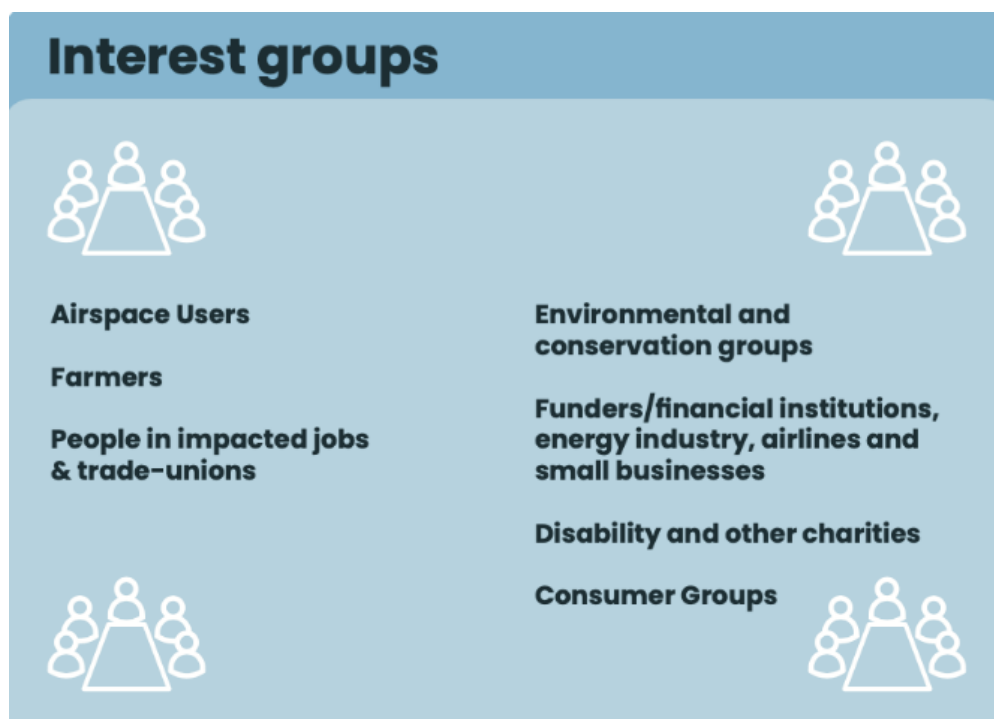 Interest groups
Airspace Users
Farmers
People in impacted jobs
& trade-unions
Environmental and
conservation groups
Funders/financial institutions,
energy industry, airlines and
small businesses
Disability and other charities
Consumer Groups